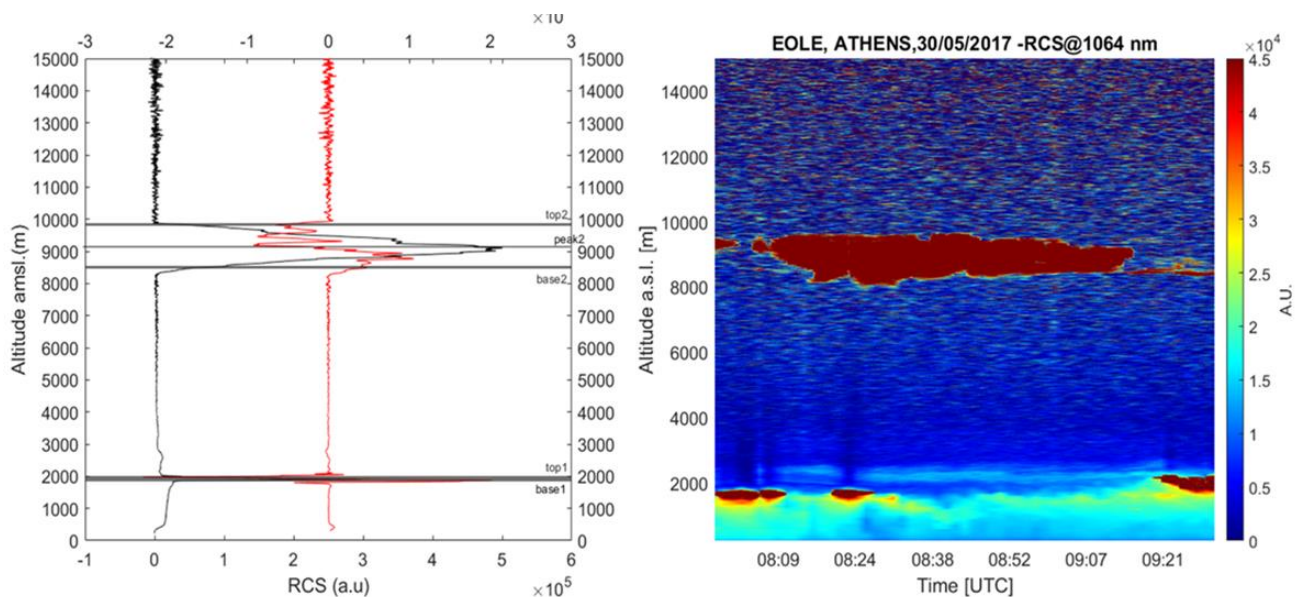 ×10
-3 -2 -1 0 1 2 3
15000 15000
14000 14000
13000 13000
12000 12000
11000 11000
10000 10000
9000 9000
8000 8000
7000 7000
6000 6000
5000 5000
4000 4000
3000 3000
2000 2000
1000 1000
0 0
Altitude amsl.(m)
top2
peak2
base2
top1
base1
-1 0 1 2 3 4 5 6
RCS (a.u)
×10⁵
EOLE, ATHENS,30/05/2017 -RCS@1064 nm
14000
12000
10000
8000
6000
4000
2000
Altitude a.s.l. [m]
08:09 08:24 08:38 08:52 09:07 09:21
Time [UTC]
×10⁴
4.5
4
3.5
3
2.5
2
1.5
1
0.5
0
A.U.